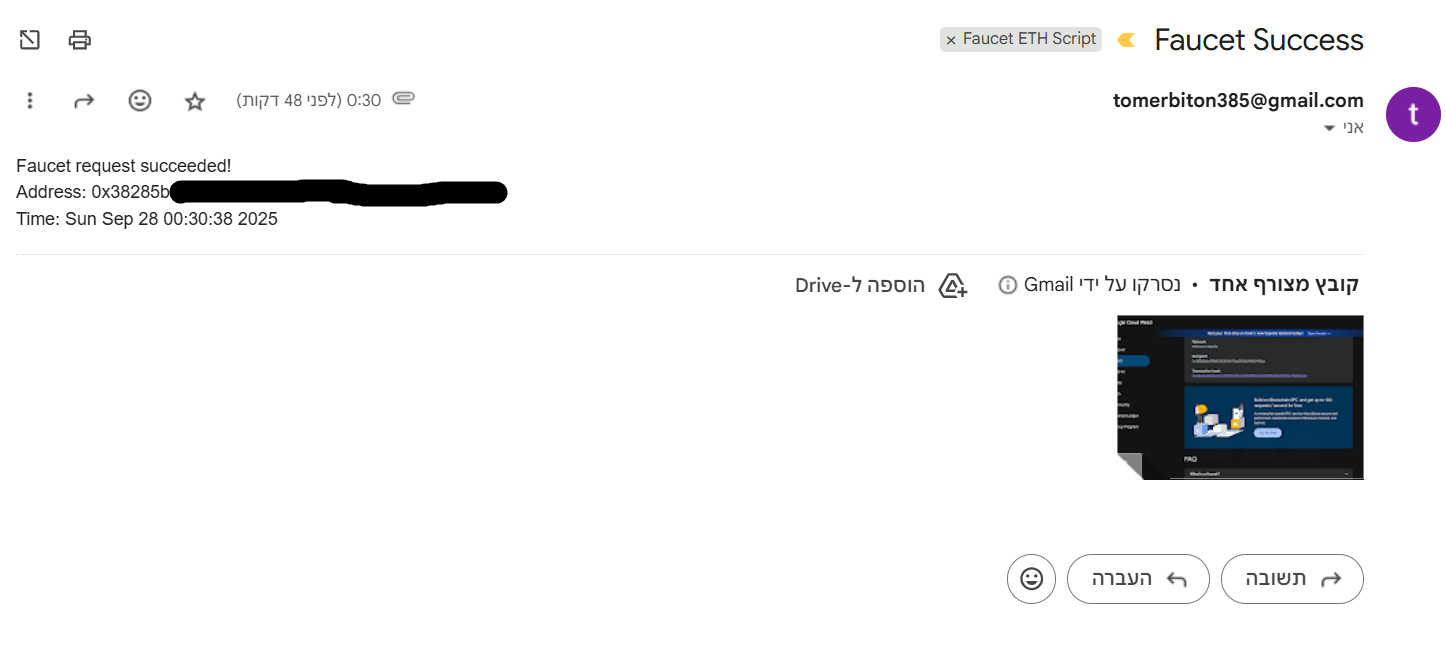 Faucet Success
× Faucet ETH Script
tomerbiton385@gmail.com
0:30 (לפני 48 דקות)
אני
Faucet request succeeded!
Address: 0x38285b
Time: Sun Sep 28 00:30:38 2025
קובץ מצורף אחד • נסרקו על ידי Gmail
הוספה ל-Drive
FAQ
תשובה
העברה
t